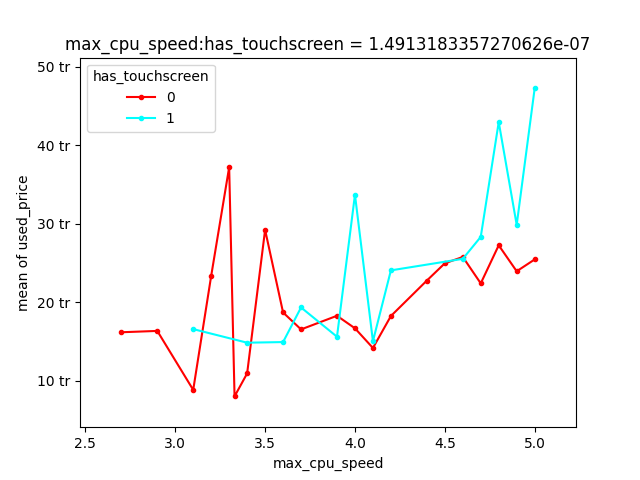 max_cpu_speed:has_touchscreen = 1.4913183357270626e-07
50 tr
40 tr
30 tr
20 tr
10 tr
mean of used_price
has_touchscreen
0
1
2.5 3.0 3.5 4.0 4.5 5.0
max_cpu_speed